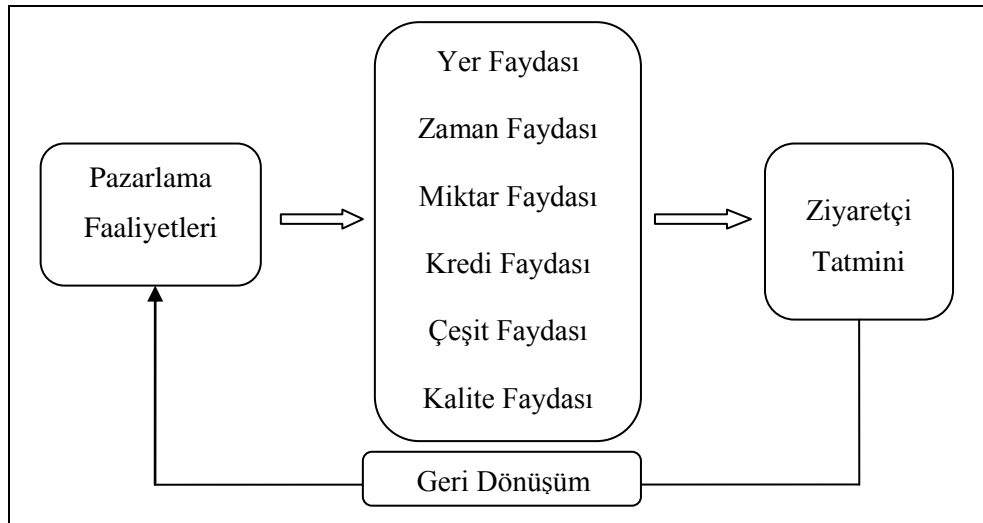 Pazarlama
Faaliyetleri
Yer Faydası
Zaman Faydası
Miktar Faydası
Kredi Faydası
Çeşit Faydası
Kalite Faydası
Ziyaretçi
Tatmini
Geri Dönüşüm